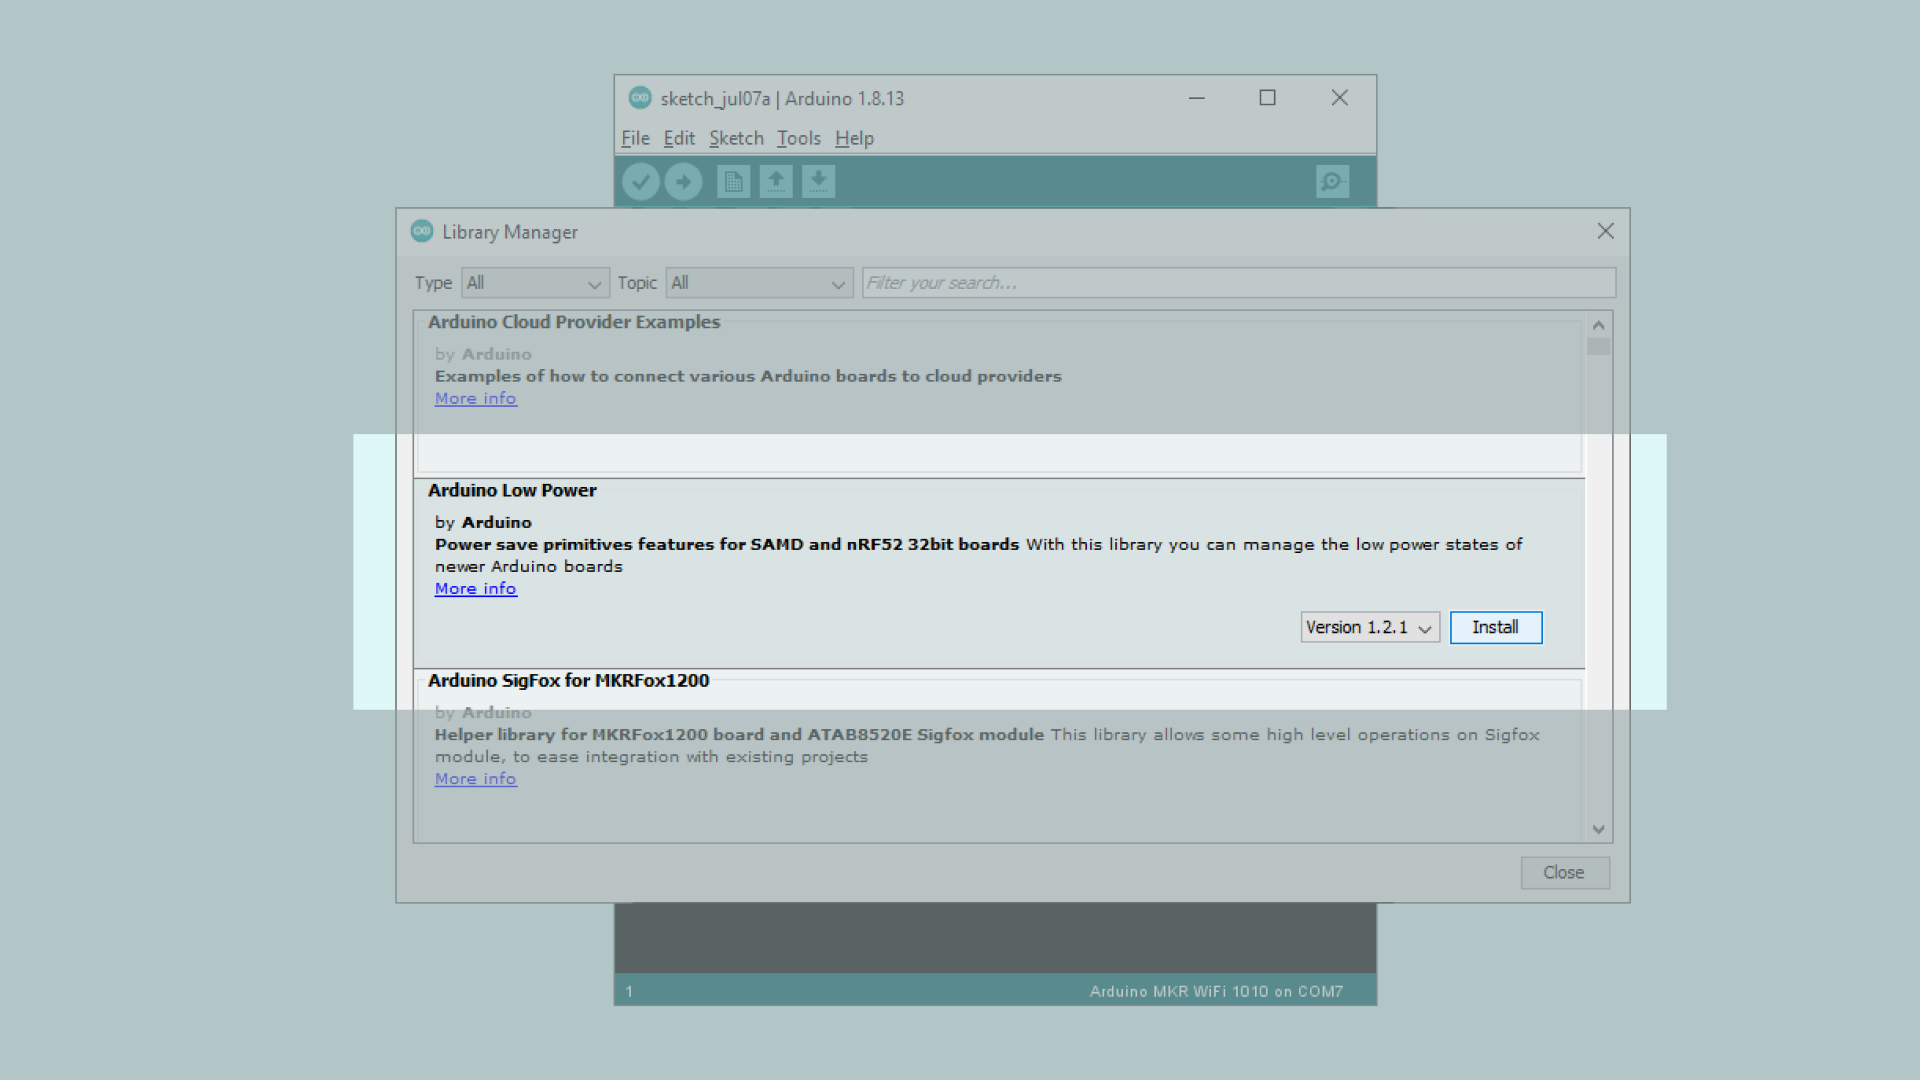 sketch_jul07a | Arduino 1.8.13
File Edit Sketch Tools Help
Library Manager
Type All Topic All Filter your search...
Arduino Cloud Provider Examples
by Arduino
Examples of how to connect various Arduino boards to cloud providers
More info
Arduino Low Power
by Arduino
Power save primitives features for SAMD and nRF52 32bit boards With this library you can manage the low power states of
newer Arduino boards
More info
Version 1.2.1 Install
Arduino SigFox for MKRFox1200
by Arduino
Helper library for MKRFox1200 board and ATAB8520E Sigfox module This library allows some high level operations on Sigfox
module, to ease integration with existing projects
More info
Close
1 Arduino MKR WiFi 1010 on COM7